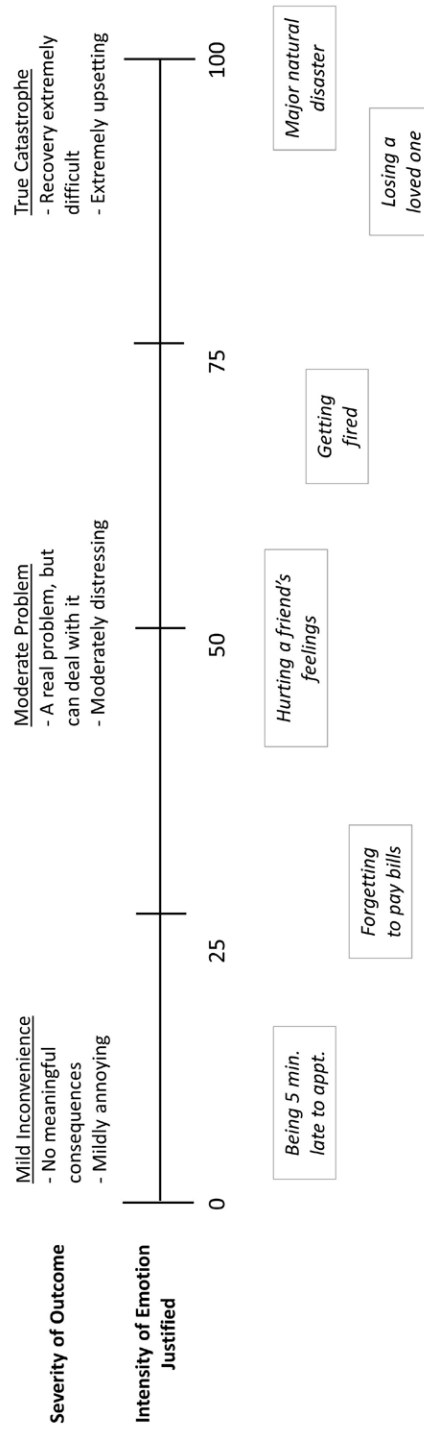 Severity of Outcome
Mild Inconvenience
- No meaningful
consequences
- Mildly annoying
Moderate Problem
- A real problem, but
can deal with it
- Moderately distressing
True Catastrophe
- Recovery extremely
difficult
- Extremely upsetting
Intensity of Emotion
Justified
0
25
50
75
100
Being 5 min.
late to appt.
Forgetting
to pay bills
Hurting a friend's
feelings
Getting
fired
Losing a
loved one
Major natural
disaster